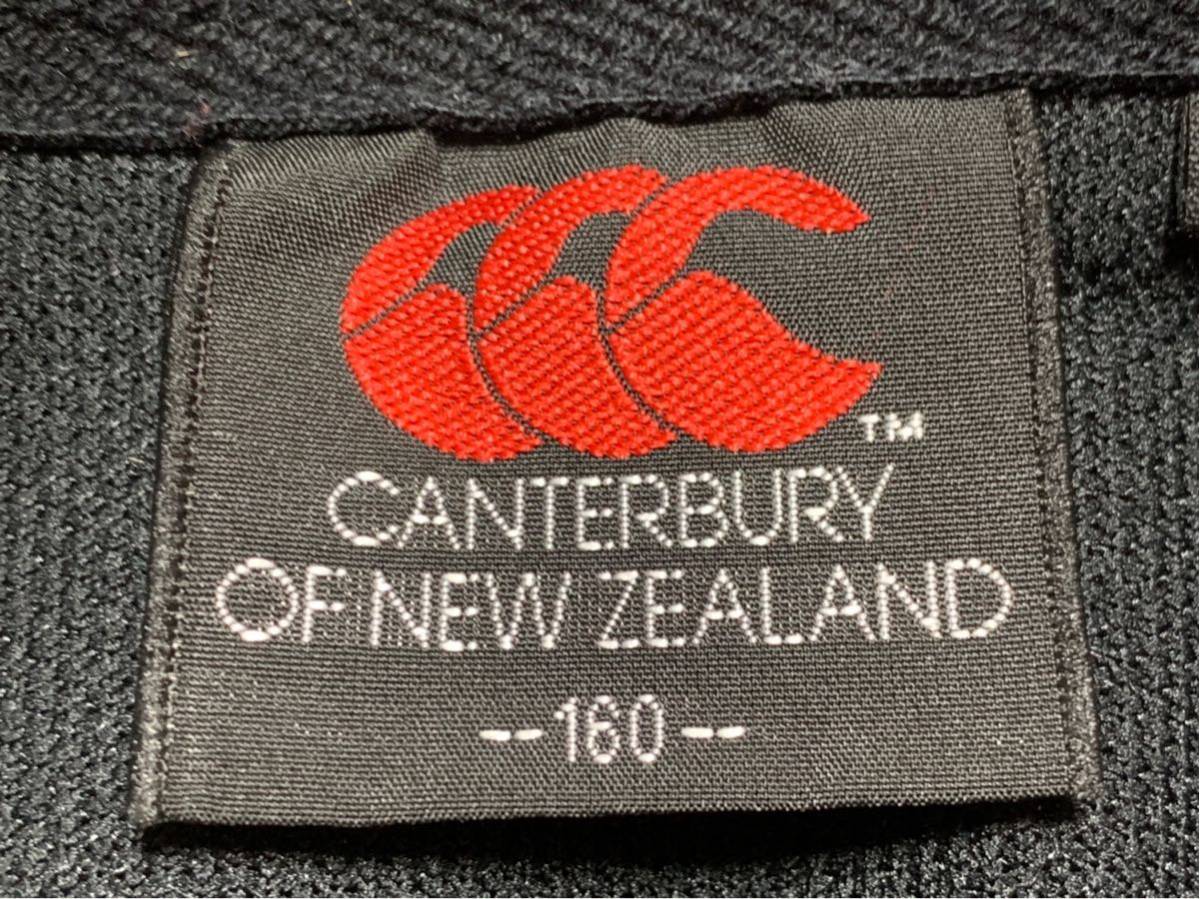 TM
CANTERBURY
OF NEW ZEALAND
--160--